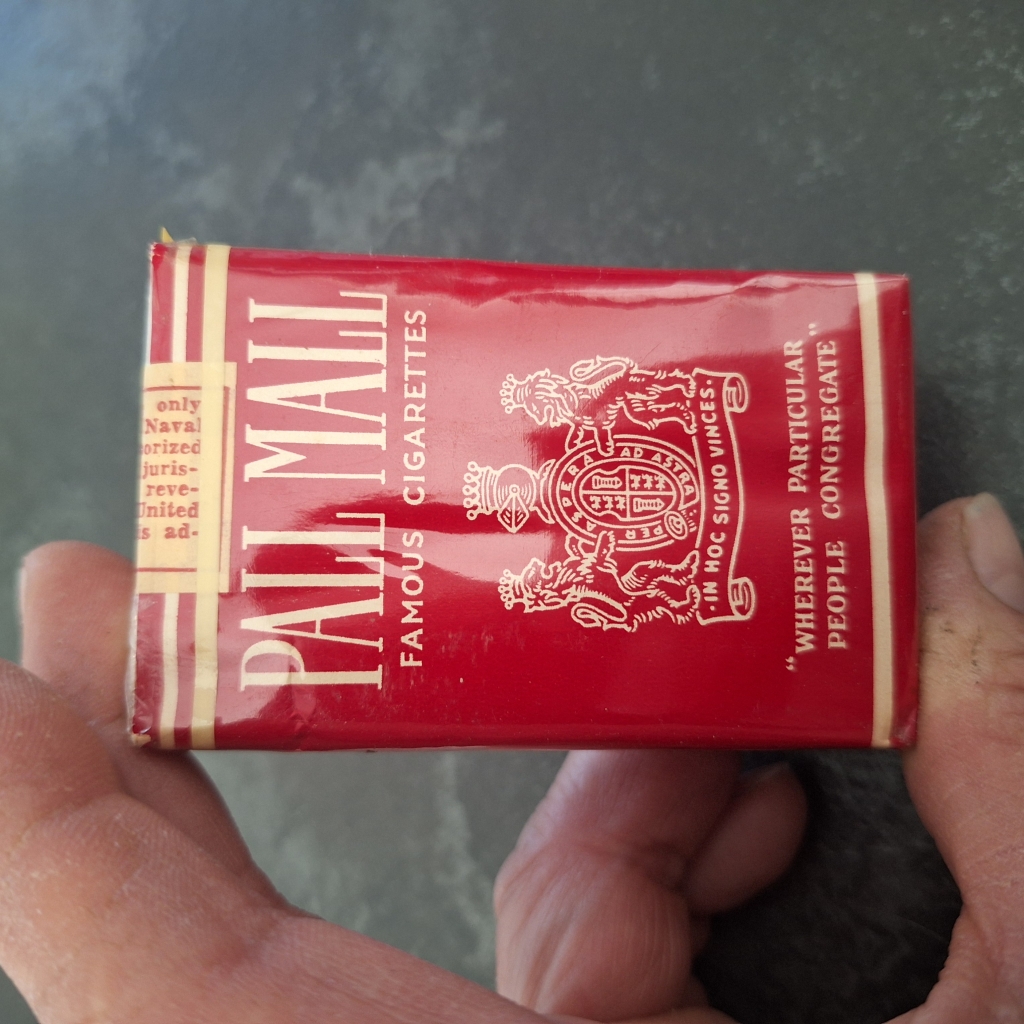 only
Naval
orized
juris-
reve-
United
s ad-
PALL MALL
FAMOUS CIGARETTES
PER ASPERA AD ASTRA
·IN HOC SIGNO VINCES·
“WHEREVER PARTICULAR
PEOPLE CONGREGATE”